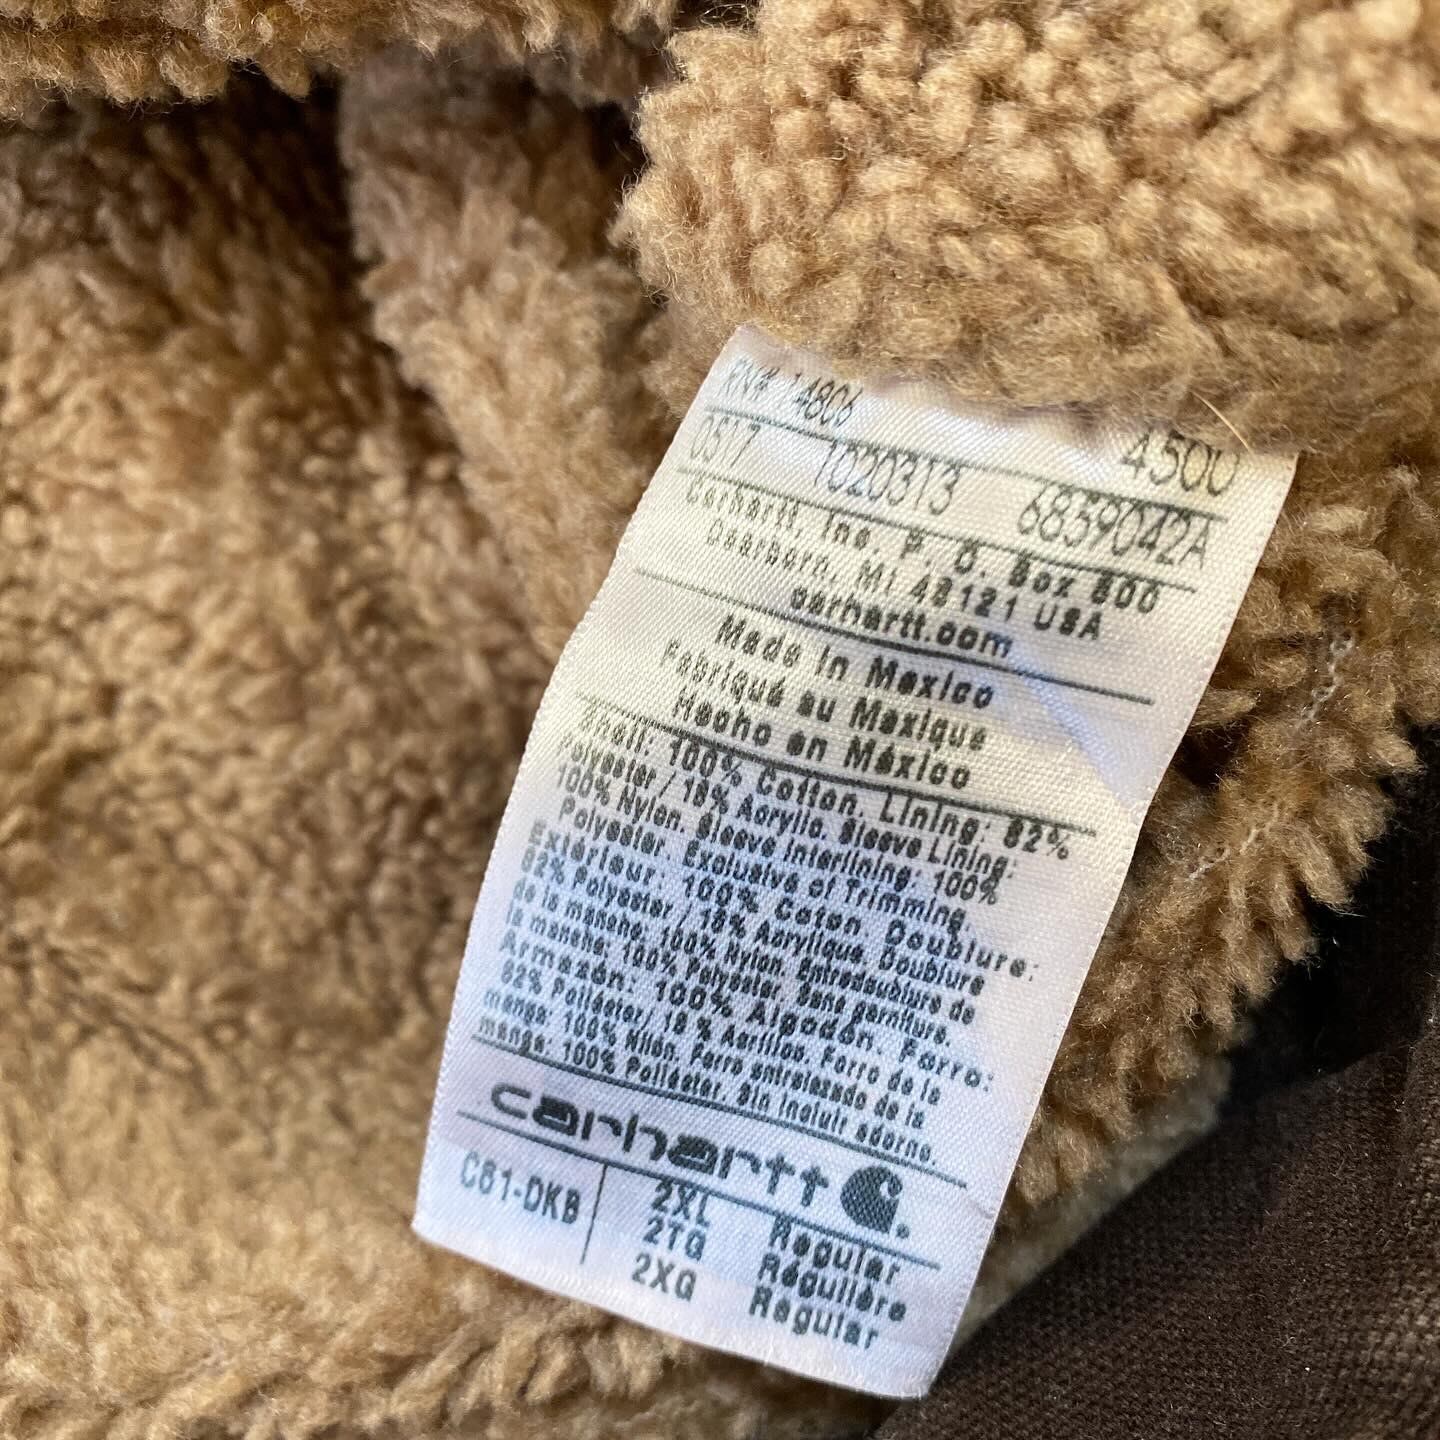 RN# 14806 4500
0517 1020313 6859042A
Carhartt, Inc. P. O. Box 600
Dearborn, MI 48121 USA
carhartt.com
Made in Mexico
Fabriqué au Mexique
Hecho en México
Shell: 100% Cotton. Lining: 82%
Polyester / 18% Acrylic. Sleeve Lining:
100% Nylon. Sleeve Interlining: 100%
Polyester. Exclusive of Trimming.
Extérieur: 100% Coton. Doublure:
82% Polyester / 18% Acrylique. Doublure
de la manche, 100% Nylon. Entredoublure de
la manche: 100% Polyester. Sans garniture.
Armazón: 100% Algodón. Forro:
82% Poliéster / 18 % Acrílico. Forro de la
manga: 100% Nilón. Forro entrelazado de la
manga: 100% Poliéster. Sin incluir adorno.
carhartt
C61-DKB 2XL Regular
2TG Régulière
2XG Regular